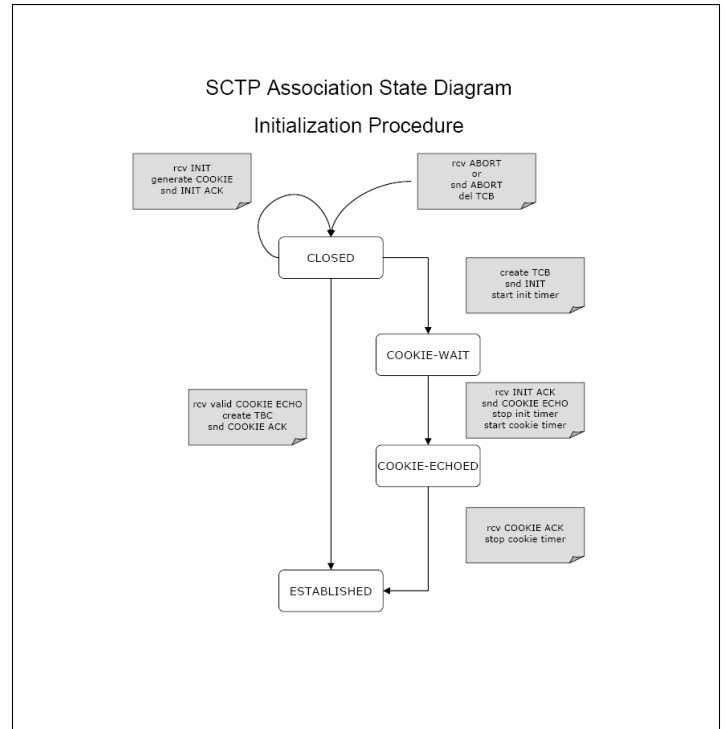 SCTP Association State Diagram
Initialization Procedure
rcv INIT
generate COOKIE
snd INIT ACK
rcv ABORT
or
snd ABORT
del TCB
CLOSED
create TCB
snd INIT
start init timer
COOKIE-WAIT
rcv valid COOKIE ECHO
create TBC
snd COOKIE ACK
rcv INIT ACK
snd COOKIE ECHO
stop init timer
start cookie timer
COOKIE-ECHOED
rcv COOKIE ACK
stop cookie timer
ESTABLISHED